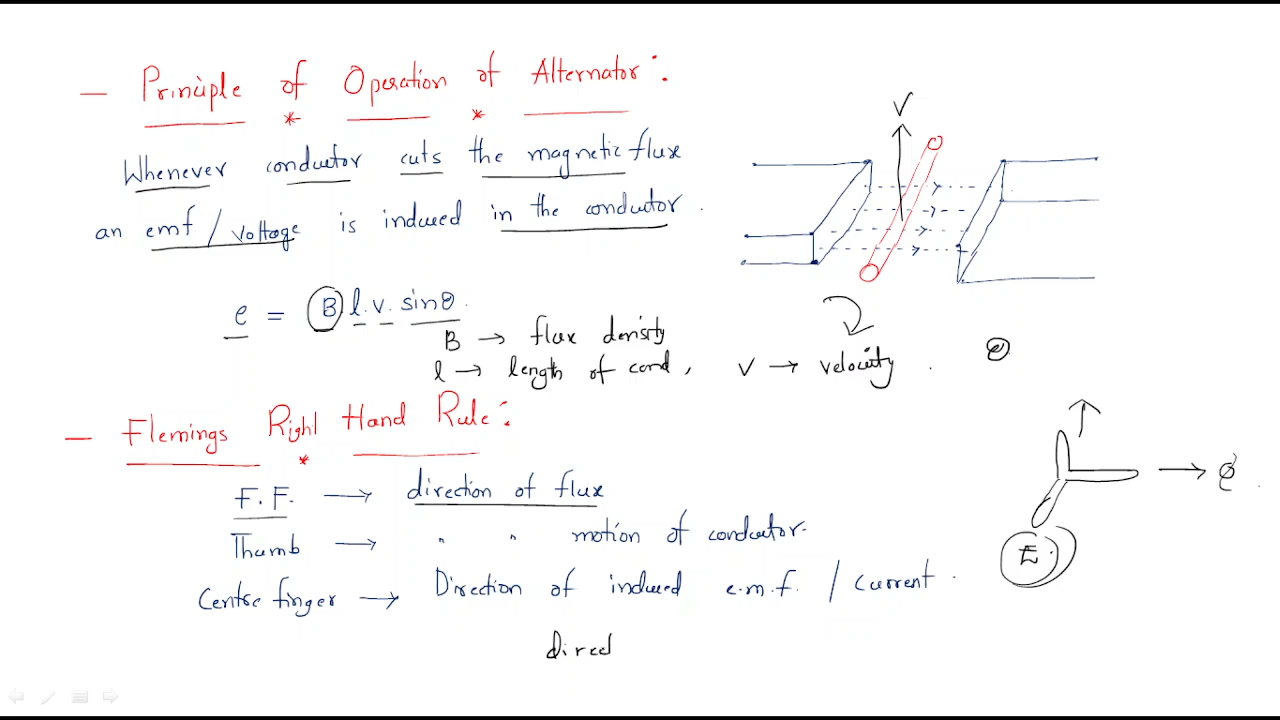 — Principle of Operation of Alternator :
Whenever conductor cuts the magnetic flux
an emf / voltage is induced in the conductor .
e = B l . v . sinθ .
B → flux density
l → length of cond , V → velocity .
V
— Flemings Right Hand Rule :
F . F . → direction of flux
Thumb → " " motion of conductor .
Centre finger → Direction of induced e.m.f. / current .
direc
E